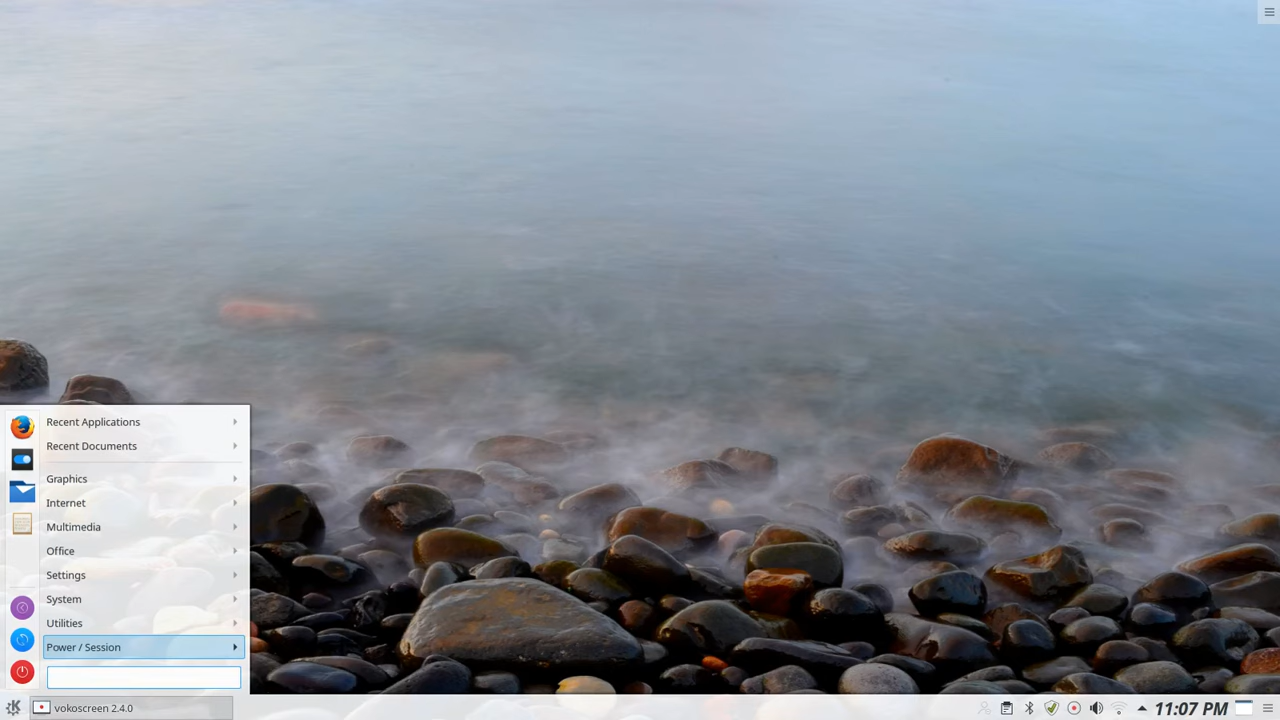 Recent Applications
Recent Documents
Graphics
Internet
Multimedia
Office
Settings
System
Utilities
Power / Session
vokoscreen 2.4.0
11:07 PM